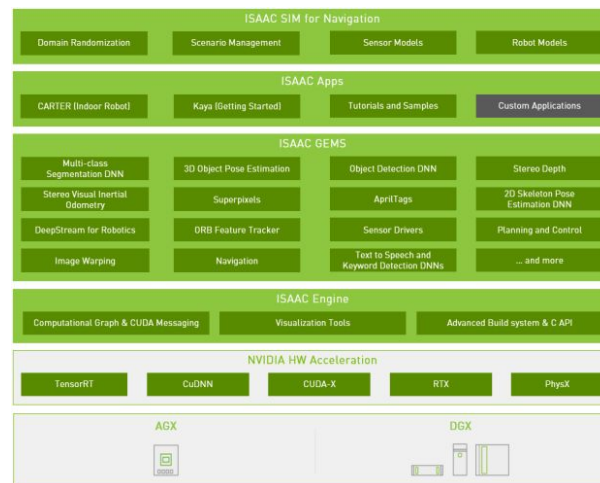 ISAAC SIM for Navigation
Domain Randomization
Scenario Management
Sensor Models
Robot Models
ISAAC Apps
CARTER (Indoor Robot)
Kaya (Getting Started)
Tutorials and Samples
Custom Applications
ISAAC GEMS
Multi-class
Segmentation DNN
3D Object Pose Estimation
Object Detection DNN
Stereo Depth
Stereo Visual Inertial
Odometry
Superpixels
AprilTags
2D Skeleton Pose
Estimation DNN
DeepStream for Robotics
ORB Feature Tracker
Sensor Drivers
Planning and Control
Image Warping
Navigation
Text to Speech and
Keyword Detection DNNs
... and more
ISAAC Engine
Computational Graph & CUDA Messaging
Visualization Tools
Advanced Build system & C API
NVIDIA HW Acceleration
TensorRT
CuDNN
CUDA-X
RTX
PhysX
AGX
DGX